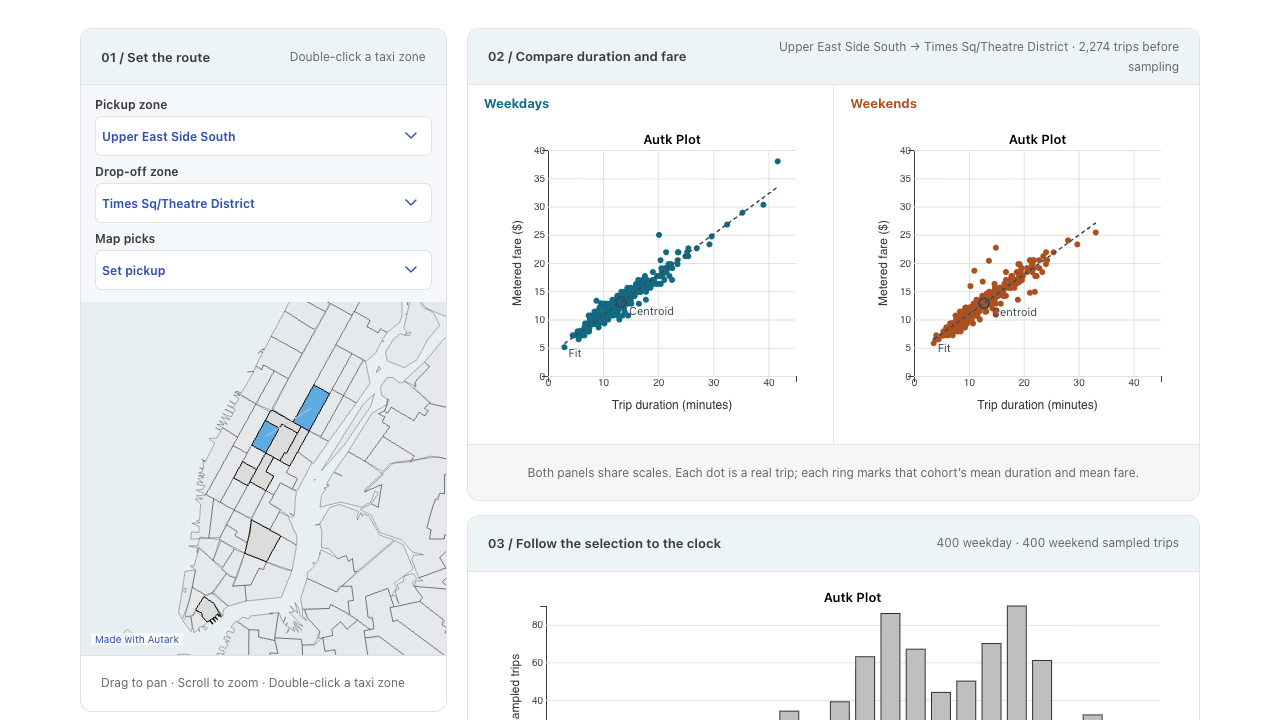 01 / Set the route
Double-click a taxi zone
Pickup zone
Upper East Side South
Drop-off zone
Times Sq/Theatre District
Map picks
Set pickup
Made with Autark
Drag to pan · Scroll to zoom · Double-click a taxi zone
02 / Compare duration and fare
Upper East Side South → Times Sq/Theatre District · 2,274 trips before
sampling
Weekdays
Autk Plot
40
35
30
25
20
15
10
5
0
Metered fare ($)
Centroid
Fit
0 10 20 30 40
Trip duration (minutes)
Weekends
Autk Plot
40
35
30
25
20
15
10
5
0
Metered fare ($)
Centroid
Fit
0 10 20 30 40
Trip duration (minutes)
Both panels share scales. Each dot is a real trip; each ring marks that cohort's mean duration and mean fare.
03 / Follow the selection to the clock
400 weekday · 400 weekend sampled trips
Autk Plot
80
60
40
ampled trips